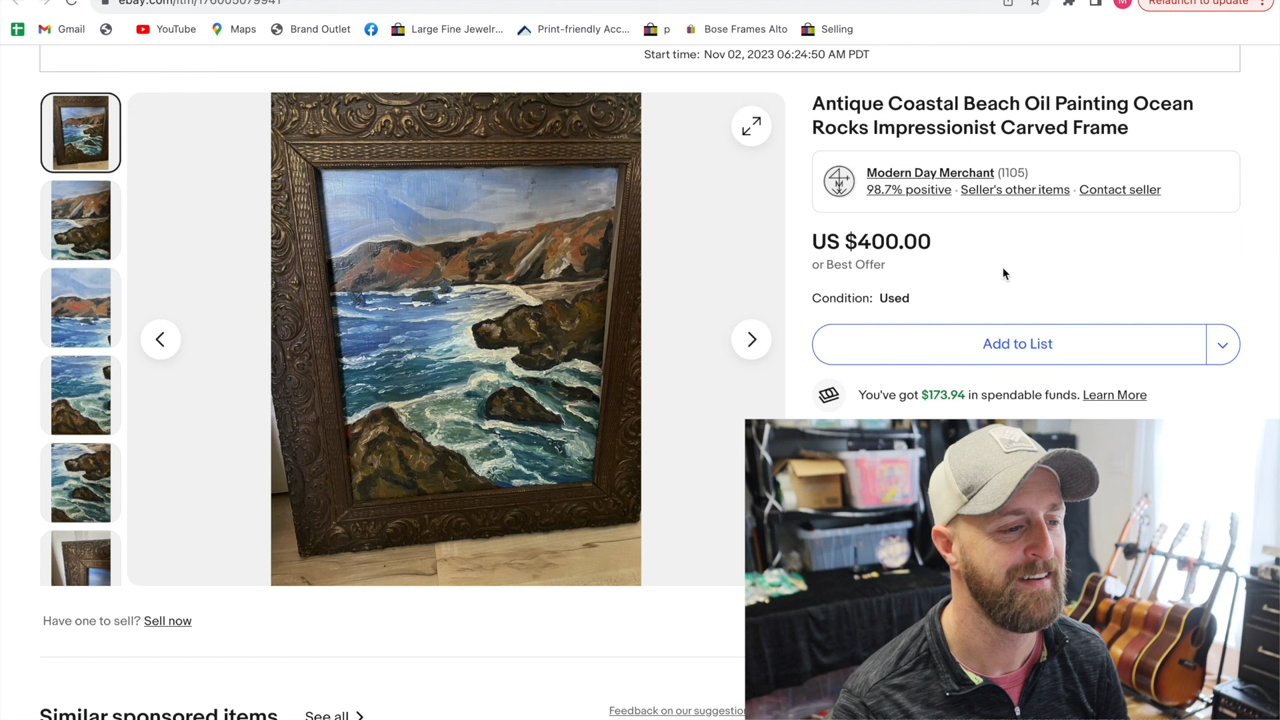 ebay.com/itm/176005079941
Relaunch to update
Gmail
YouTube
Maps
Brand Outlet
Large Fine Jewelr...
Print-friendly Acc...
p
Bose Frames Alto
Selling
Start time: Nov 02, 2023 06:24:50 AM PDT
Antique Coastal Beach Oil Painting Ocean
Rocks Impressionist Carved Frame
Modern Day Merchant (1105)
98.7% positive · Seller's other items · Contact seller
US $400.00
or Best Offer
Condition: Used
Add to List
You've got $173.94 in spendable funds. Learn More
Have one to sell? Sell now
Similar sponsored items See all
Feedback on our suggestio